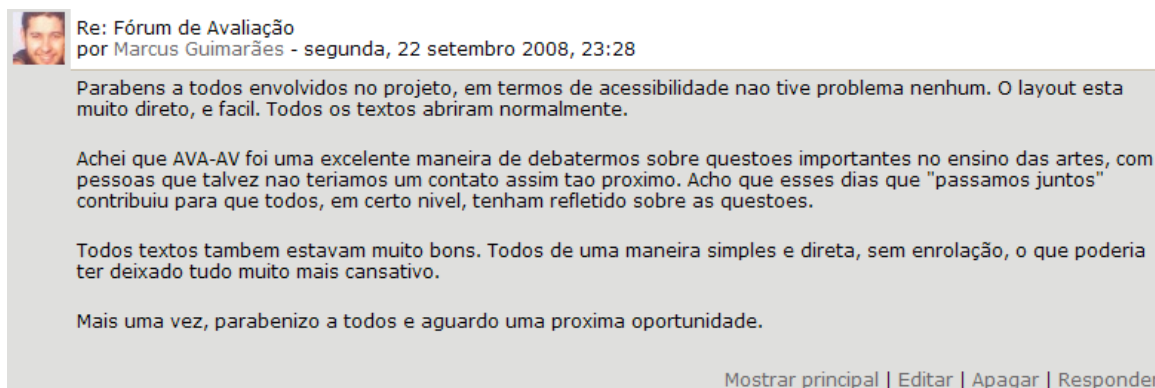 Re: Fórum de Avaliação
por Marcus Guimarães - segunda, 22 setembro 2008, 23:28
Parabens a todos envolvidos no projeto, em termos de acessibilidade nao tive problema nenhum. O layout esta
muito direto, e facil. Todos os textos abriram normalmente.
Achei que AVA-AV foi uma excelente maneira de debatermos sobre questoes importantes no ensino das artes, com
pessoas que talvez nao teriamos um contato assim tao proximo. Acho que esses dias que "passamos juntos"
contribuiu para que todos, em certo nivel, tenham refletido sobre as questoes.
Todos textos tambem estavam muito bons. Todos de uma maneira simples e direta, sem enrolação, o que poderia
ter deixado tudo muito mais cansativo.
Mais uma vez, parabenizo a todos e aguardo uma proxima oportunidade.
Mostrar principal | Editar | Apagar | Responder